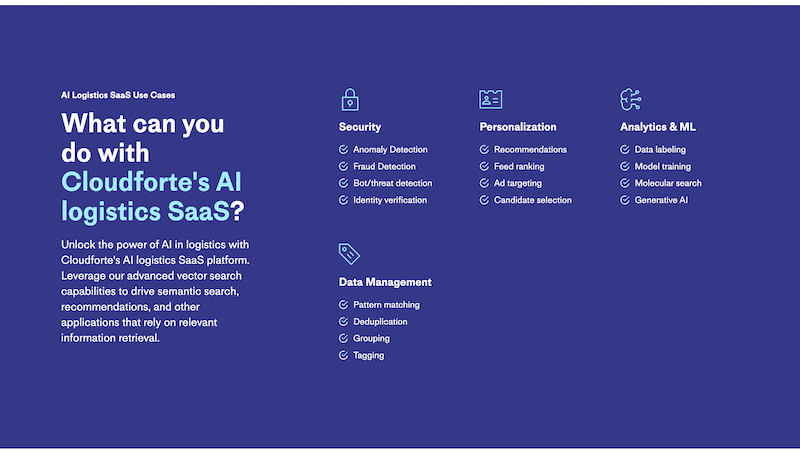 AI Logistics SaaS Use Cases
What can you
do with
Cloudforte's AI
logistics SaaS?
Unlock the power of AI in logistics with
Cloudforte's AI logistics SaaS platform.
Leverage our advanced vector search
capabilities to drive semantic search,
recommendations, and other
applications that rely on relevant
information retrieval.
Security
Anomaly Detection
Fraud Detection
Bot/threat detection
Identity verification
Personalization
Recommendations
Feed ranking
Ad targeting
Candidate selection
Analytics & ML
Data labeling
Model training
Molecular search
Generative AI
Data Management
Pattern matching
Deduplication
Grouping
Tagging